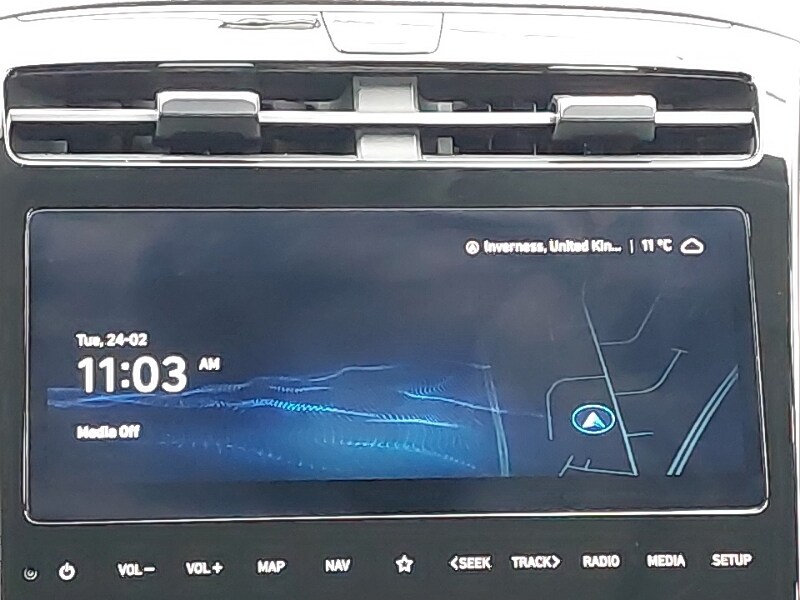 Inverness, United Kin... | 11 °C
Tue, 24-02
11:03 AM
Media Off
VOL− VOL+ MAP NAV <SEEK TRACK> RADIO MEDIA SETUP